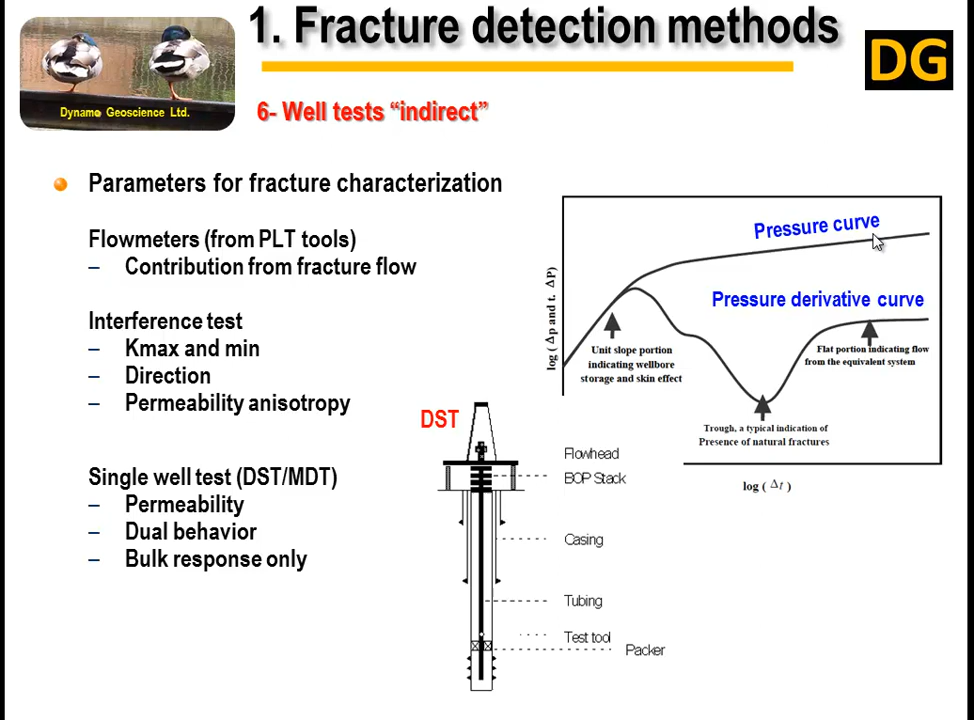 1. Fracture detection methods
DG
Dynamo Geoscience Ltd.
6- Well tests “indirect”
Parameters for fracture characterization
Flowmeters (from PLT tools)
– Contribution from fracture flow
Interference test
– Kmax and min
– Direction
– Permeability anisotropy
Single well test (DST/MDT)
– Permeability
– Dual behavior
– Bulk response only
Pressure curve
Pressure derivative curve
log ( Δp and t. ΔP)
Unit slope portion
indicating wellbore
storage and skin effect
Flat portion indicating flow
from the equivalent system
Trough, a typical indication of
Presence of natural fractures
log ( Δt )
DST
Flowhead
BOP Stack
Casing
Tubing
Test tool
Packer